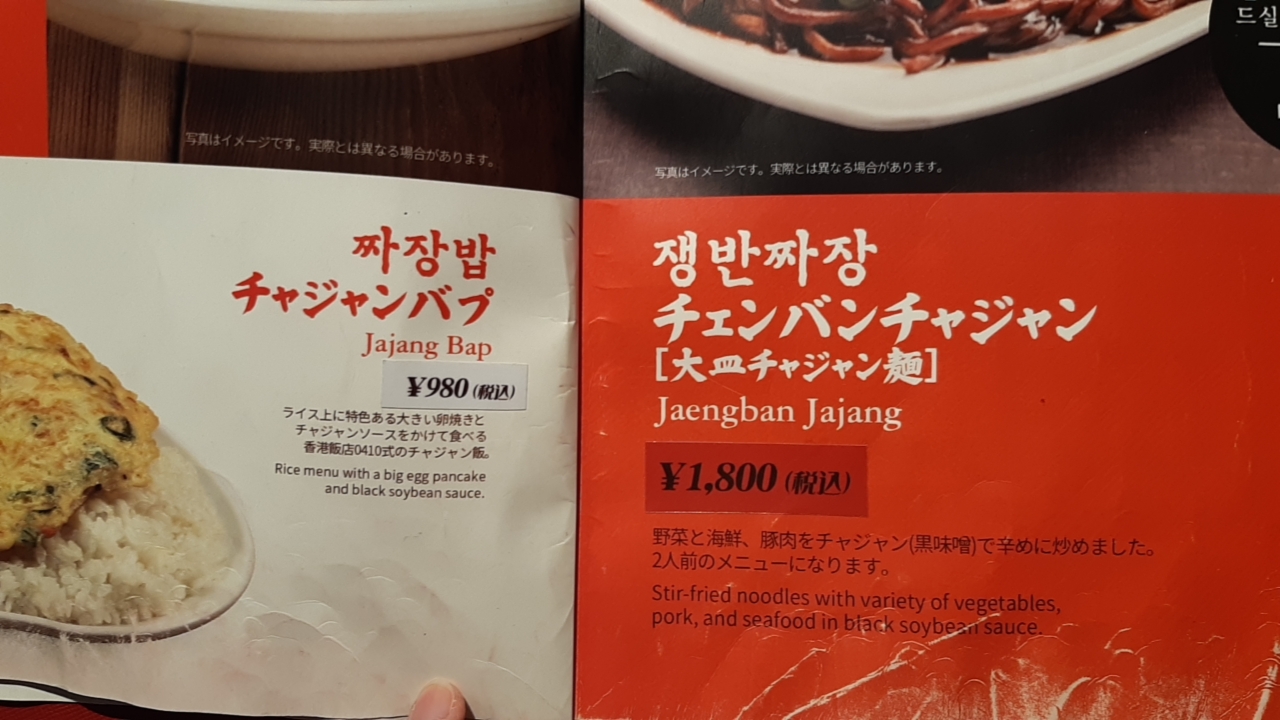 写真はイメージです。実際とは異なる場合があります。
짜장밥
チャジャンバプ
Jajang Bap
¥980 (税込)
ライス上に特色ある大きい卵焼きと
チャジャンソースをかけて食べる
香港飯店0410式のチャジャン飯。
Rice menu with a big egg pancake
and black soybean sauce.
드실
写真はイメージです。実際とは異なる場合があります。
쟁반짜장
チェンバンチャジャン
[大皿チャジャン麺]
Jaengban Jajang
¥1,800 (税込)
野菜と海鮮、豚肉をチャジャン(黒味噌)で辛めに炒めました。
2人前のメニューになります。
Stir-fried noodles with variety of vegetables,
pork, and seafood in black soybean sauce.